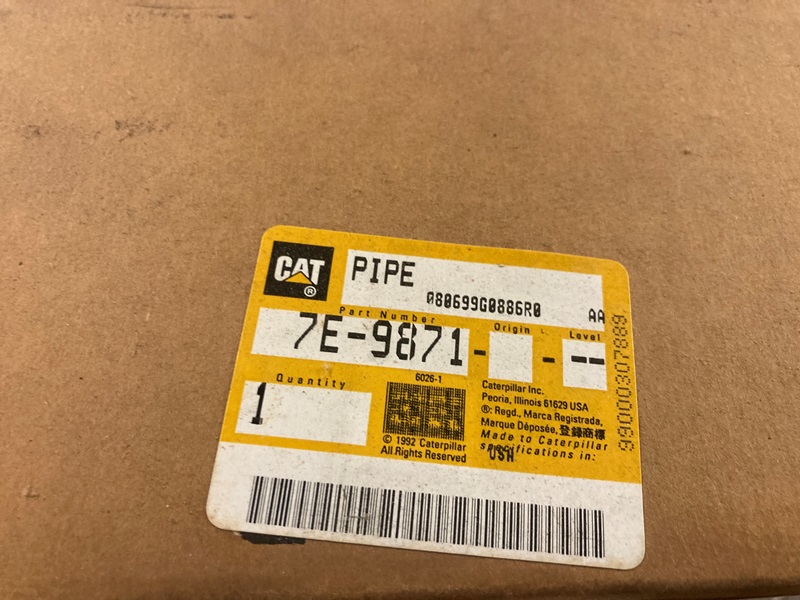 CAT
®
PIPE
080699G0886R0 AA
Part Number
Origin
Level
7E-9871- - --
Quantity
1
6026-1
© 1992 Caterpillar
All Rights Reserved
Caterpillar Inc.
Peoria, Illinois 61629 USA
®: Regd., Marca Registrada,
Marque Déposée, 登録商標
Made to Caterpillar
specifications in:
USA
99000307889